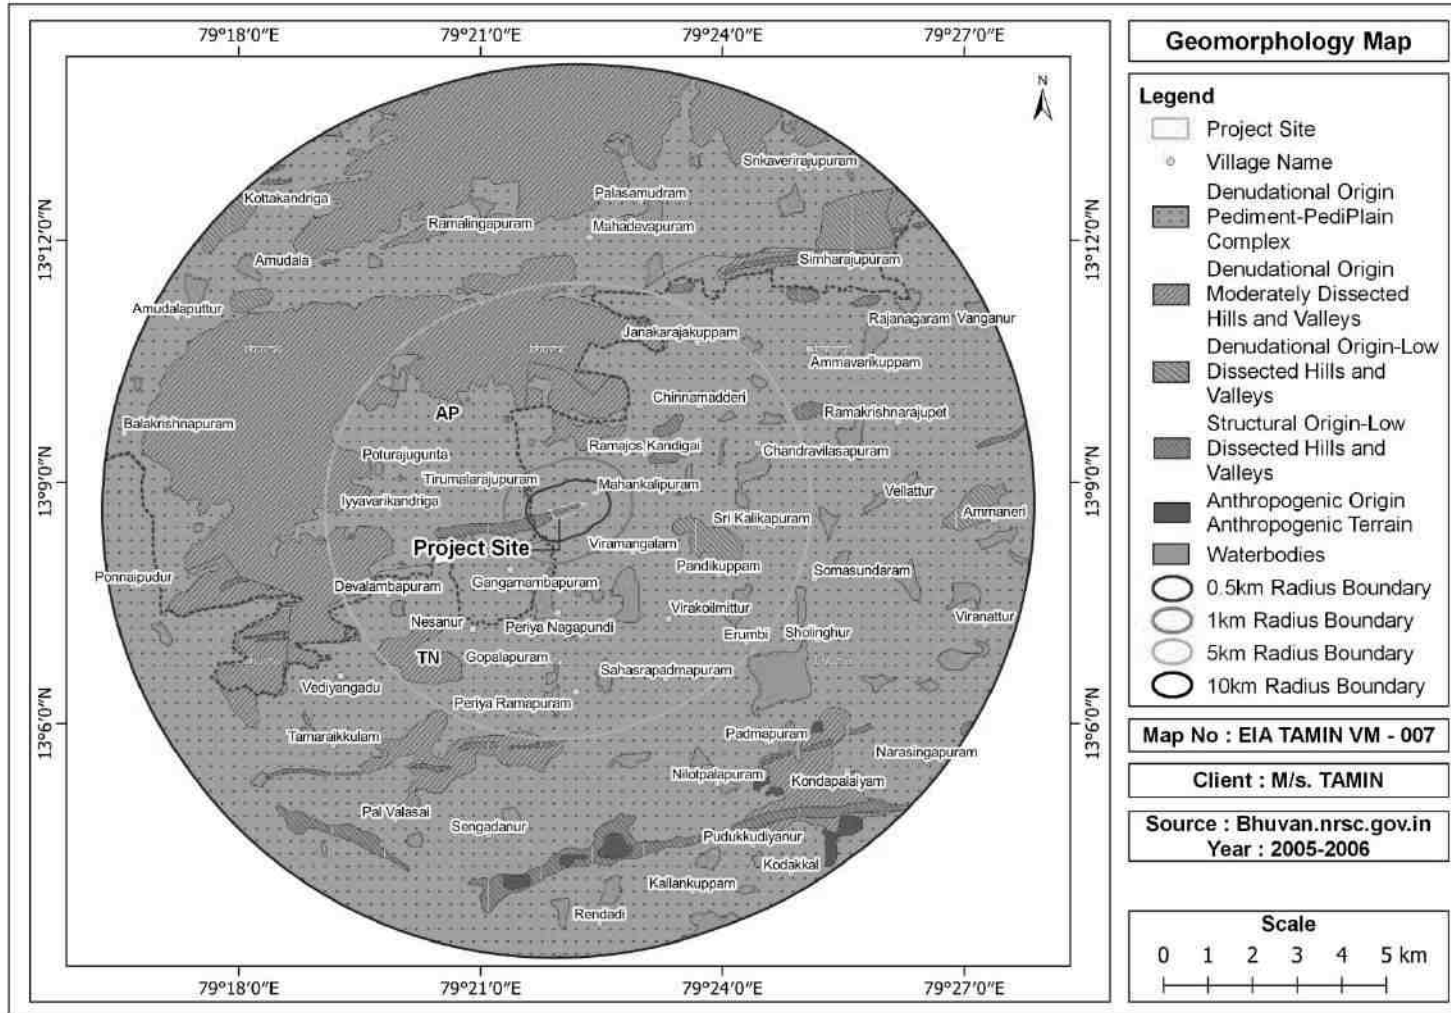 79°18'0"E
79°21'0"E
79°24'0"E
79°27'0"E
N
13°12'0"N
13°9'0"N
13°6'0"N
13°12'0"N
13°9'0"N
13°6'0"N
Srikaverirajupuram
Kottakandriga
Palasamudram
Ramalingapuram
Mahadevapuram
Amudala
Simharajupuram
Amudalaputtur
Rajanagaram
Vanganur
Janakarajakuppam
Ammavarikuppam
Chinnamadderi
AP
Ramakrishnarajupet
Balakrishnapuram
Ramajos Kandigai
Poturajugunta
Chandravilasapuram
Tirumalarajupuram
Mahankalipuram
Vellattur
Iyyavarikandriga
Ammaneri
Sri Kalikapuram
Project Site
Viramangalam
Pandikuppam
Somasundaram
Ponnaipudur
Devalambapuram
Gangamambapuram
Virakoilmittur
Viranattur
Nesanur
Periya Nagapundi
Erumbi
Sholinghur
TN
Gopalapuram
Sahasrapadmapuram
Vediyangadu
Periya Ramapuram
Tamaraikkulam
Padmapuram
Narasingapuram
Nilotpalapuram
Kondapalaiyam
Pal Valasai
Sengadanur
Pudukkudiyanur
Kodakkal
Kallankuppam
Rendadi
79°18'0"E
79°21'0"E
79°24'0"E
79°27'0"E
Geomorphology Map
Legend
Project Site
Village Name
Denudational Origin
Pediment-PediPlain
Complex
Denudational Origin
Moderately Dissected
Hills and Valleys
Denudational Origin-Low
Dissected Hills and
Valleys
Structural Origin-Low
Dissected Hills and
Valleys
Anthropogenic Origin
Anthropogenic Terrain
Waterbodies
0.5km Radius Boundary
1km Radius Boundary
5km Radius Boundary
10km Radius Boundary
Map No : EIA TAMIN VM - 007
Client : M/s. TAMIN
Source : Bhuvan.nrsc.gov.in
Year : 2005-2006
Scale
0 1 2 3 4 5 km